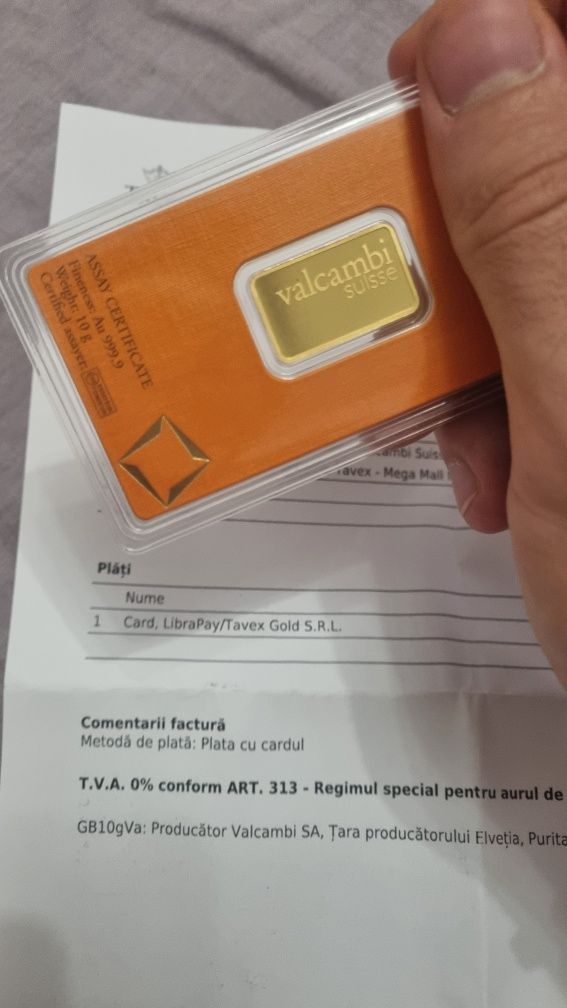 valcambi
suisse
ASSAY CERTIFICATE
Fineness: Au 999.9
Weight: 10 g
Certified assayer:
Tavex - Mega Mall
Plăți
Nume
1 Card, LibraPay/Tavex Gold S.R.L.
Comentarii factură
Metodă de plată: Plata cu cardul
T.V.A. 0% conform ART. 313 - Regimul special pentru aurul de
GB10gVa: Producător Valcambi SA, Țara producătorului Elveția,